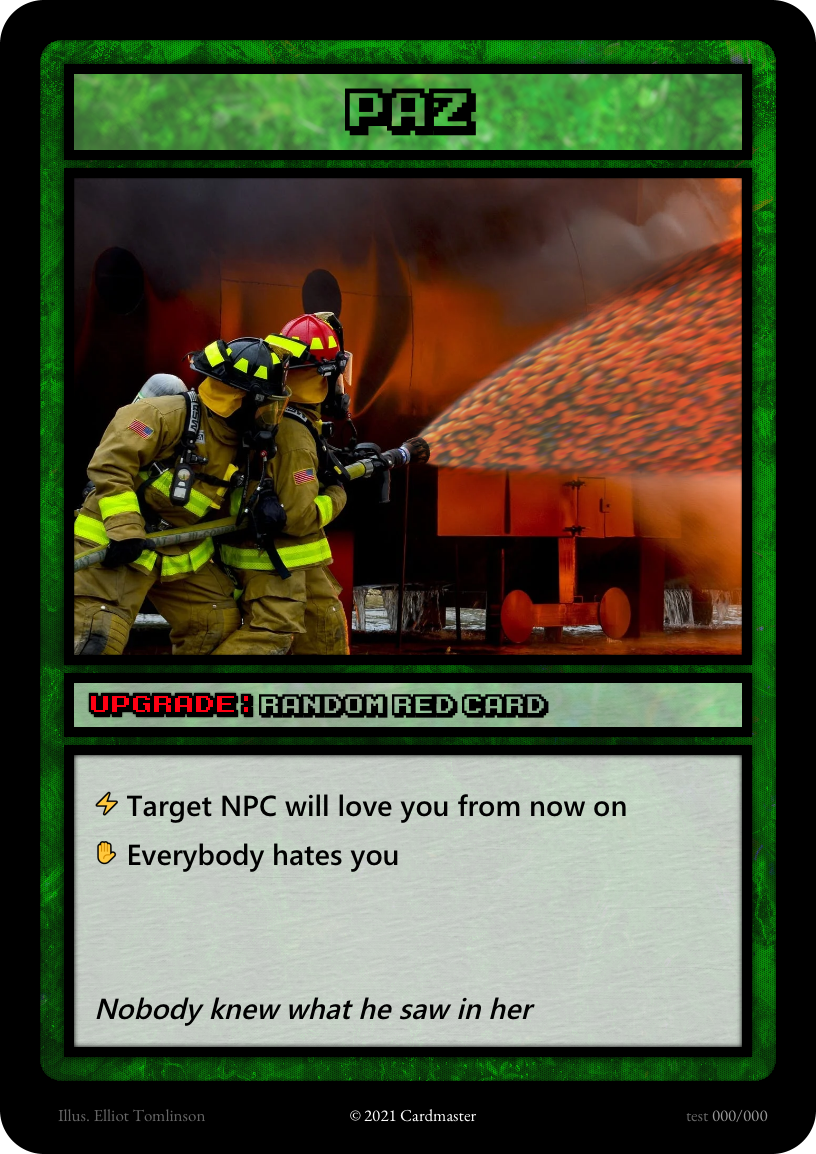 PAZ
UPGRADE: RANDOM RED CARD
⚡ Target NPC will love you from now on
✋ Everybody hates you
Nobody knew what he saw in her
Illus. Elliot Tomlinson © 2021 Cardmaster test 000/000